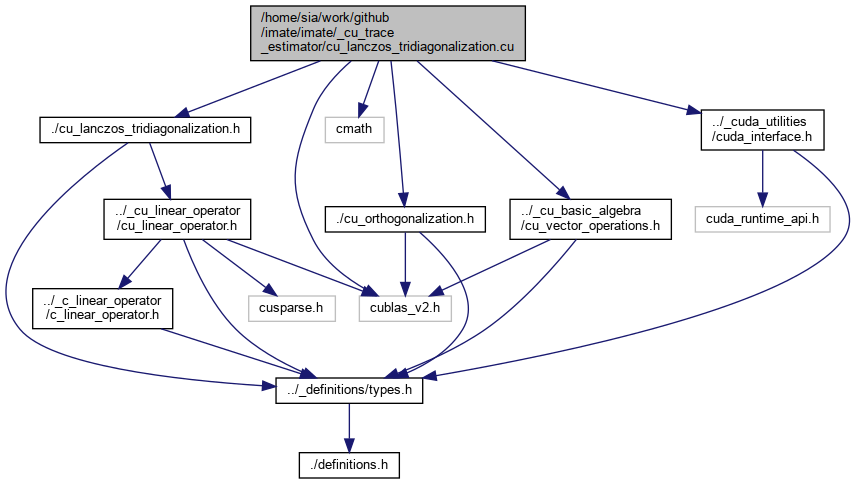 /home/sia/work/github
/imate/imate/_cu_trace
_estimator/cu_lanczos_tridiagonalization.cu
./cu_lanczos_tridiagonalization.h
cmath
../_cuda_utilities
/cuda_interface.h
../_cu_linear_operator
/cu_linear_operator.h
./cu_orthogonalization.h
../_cu_basic_algebra
/cu_vector_operations.h
cuda_runtime_api.h
../_c_linear_operator
/c_linear_operator.h
cusparse.h
cublas_v2.h
../_definitions/types.h
./definitions.h